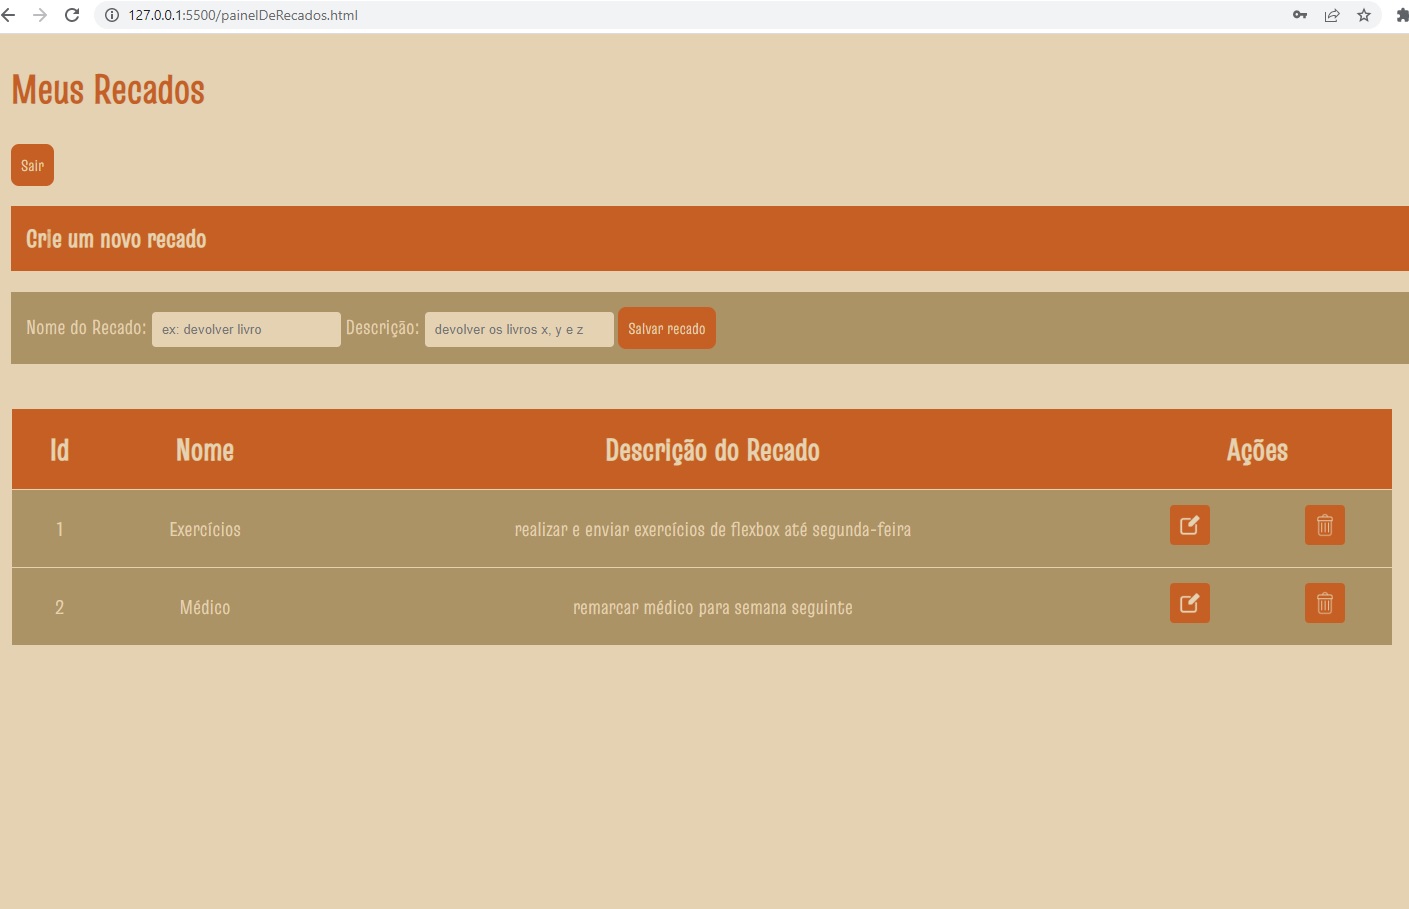 127.0.0.1:5500/painelDeRecados.html
Meus Recados
Sair
Crie um novo recado
Nome do Recado: ex: devolver livro Descrição: devolver os livros x, y e z Salvar recado
Id Nome Descrição do Recado Ações
1 Exercícios realizar e enviar exercícios de flexbox até segunda-feira
2 Médico remarcar médico para semana seguinte